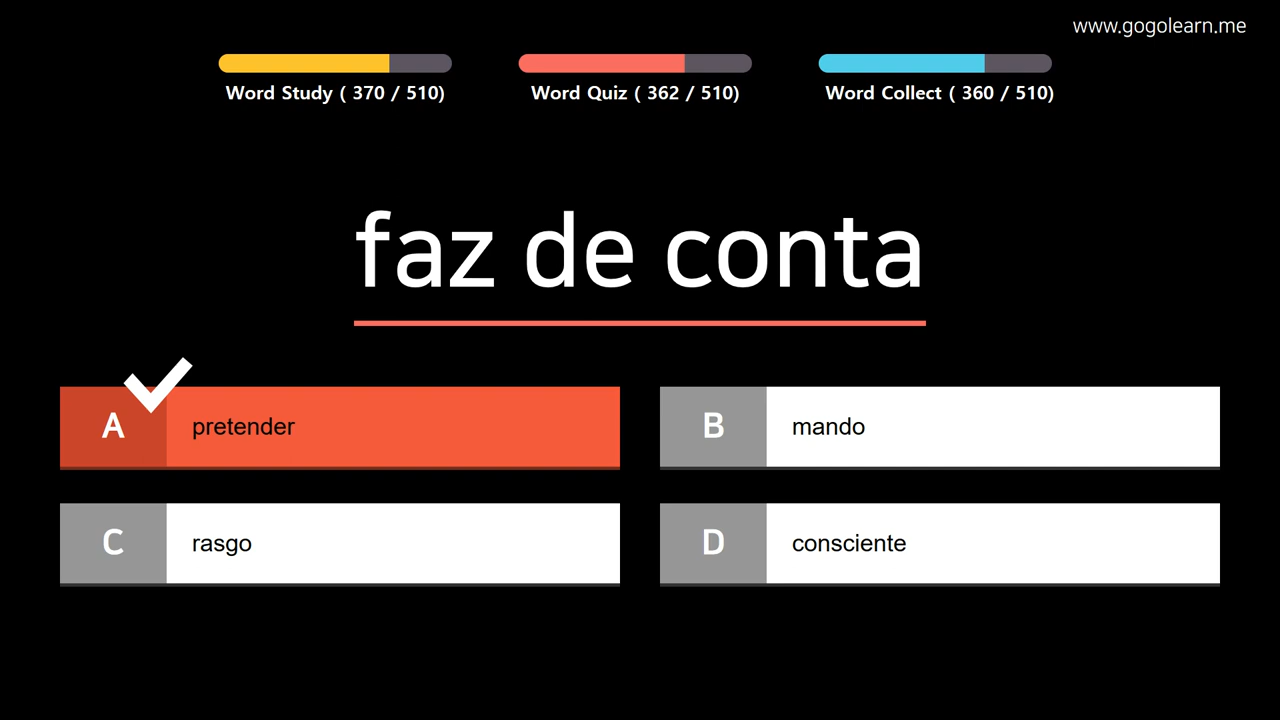 www.gogolearn.me
Word Study ( 370 / 510)
Word Quiz ( 362 / 510)
Word Collect ( 360 / 510)
faz de conta
A pretender
B mando
C rasgo
D consciente